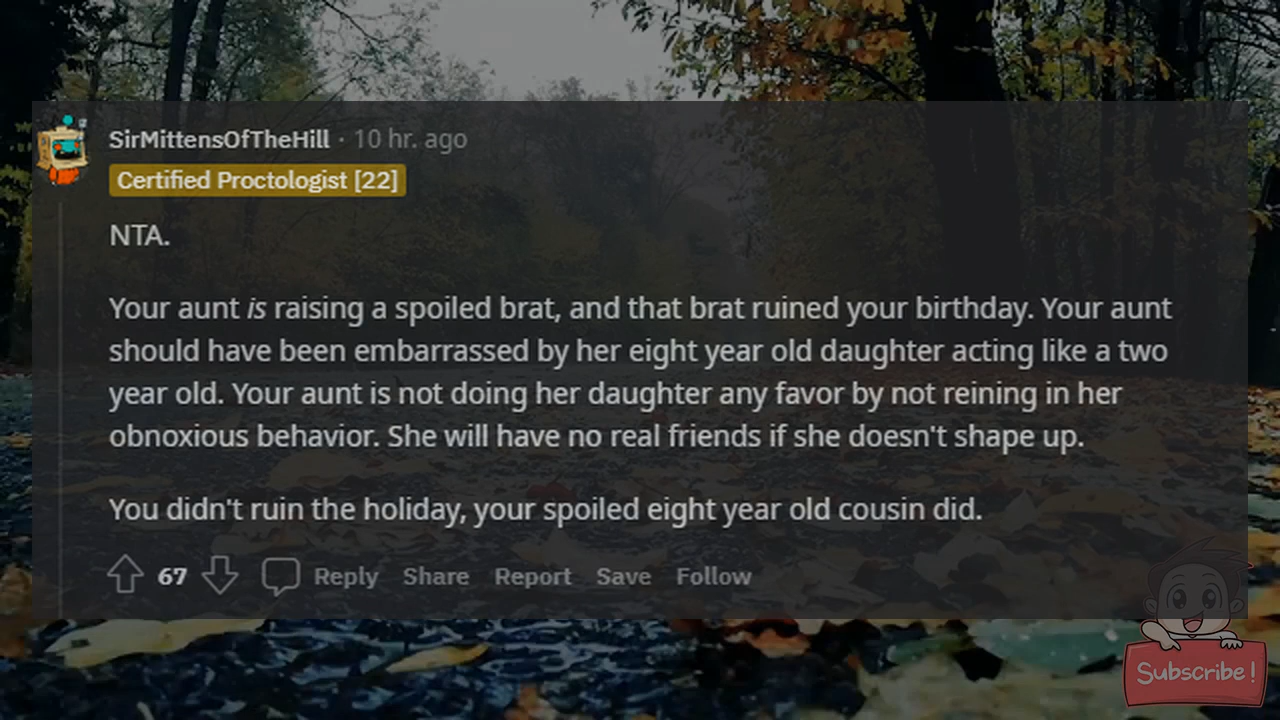 SirMittensOfTheHill · 10 hr. ago
Certified Proctologist [22]
NTA.
Your aunt is raising a spoiled brat, and that brat ruined your birthday. Your aunt
should have been embarrassed by her eight year old daughter acting like a two
year old. Your aunt is not doing her daughter any favor by not reining in her
obnoxious behavior. She will have no real friends if she doesn't shape up.
You didn't ruin the holiday, your spoiled eight year old cousin did.
67 Reply Share Report Save Follow
Subscribe!